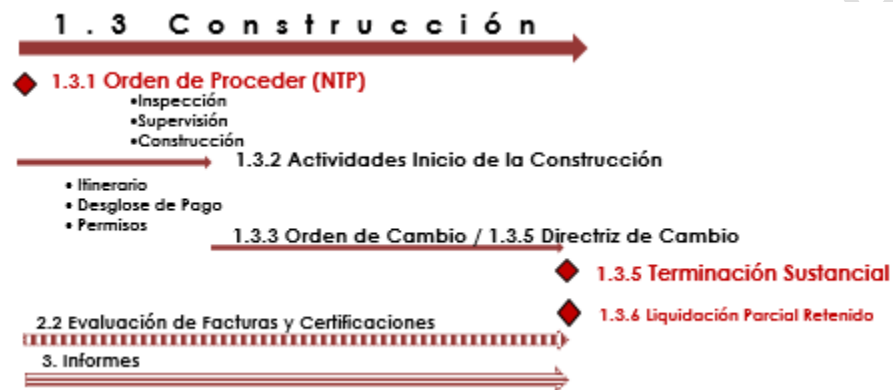 1.3 Construcción
1.3.1 Orden de Proceder (NTP)
•Inspección
•Supervisión
•Construcción
1.3.2 Actividades Inicio de la Construcción
• Itinerario
• Desglose de Pago
• Permisos
1.3.3 Orden de Cambio / 1.3.5 Directriz de Cambio
1.3.5 Terminación Sustancial
1.3.6 Liquidación Parcial Retenido
2.2 Evaluación de Facturas y Certificaciones
3. Informes